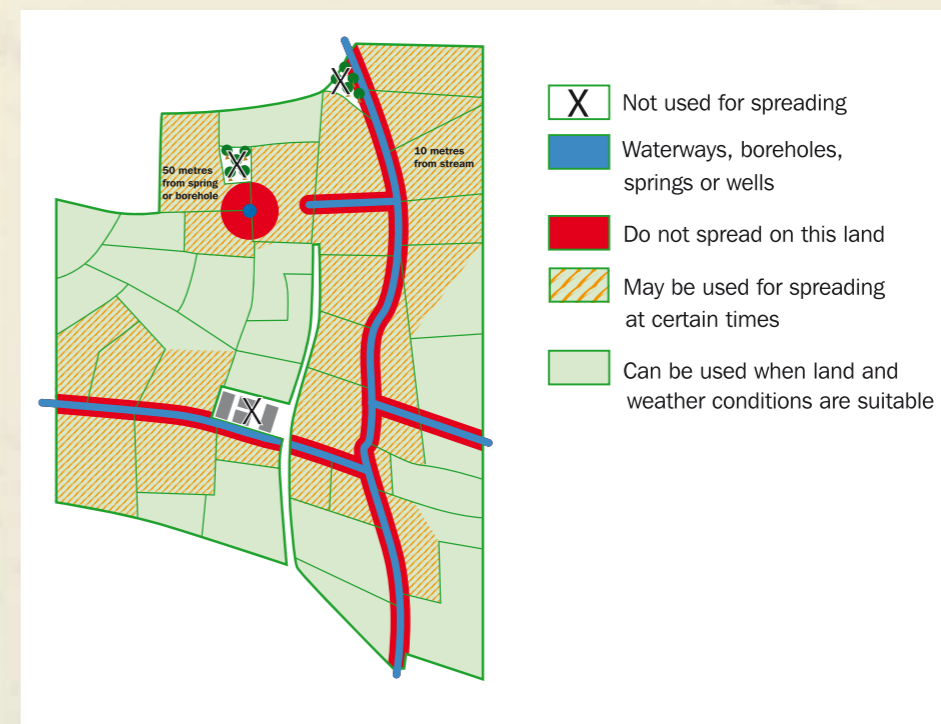 X
X
50 metres
from spring
or borehole
10 metres
from stream
X
X Not used for spreading
Waterways, boreholes,
springs or wells
Do not spread on this land
May be used for spreading
at certain times
Can be used when land and
weather conditions are suitable